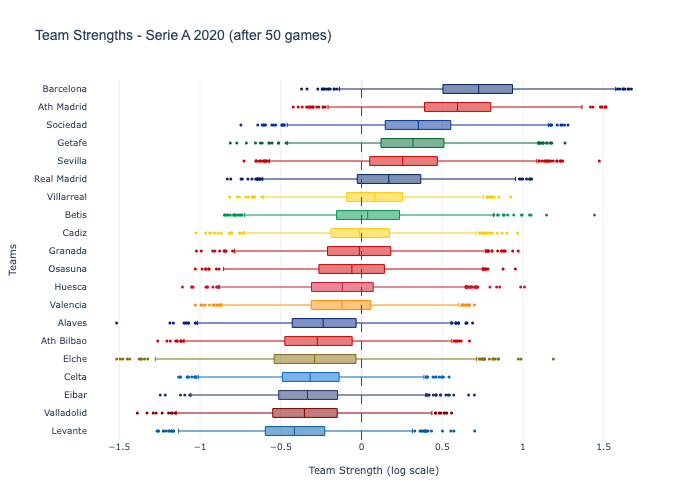 Team Strengths - Serie A 2020 (after 50 games)
Barcelona
Ath Madrid
Sociedad
Getafe
Sevilla
Real Madrid
Villarreal
Betis
Cadiz
Granada
Osasuna
Huesca
Valencia
Alaves
Ath Bilbao
Elche
Celta
Eibar
Valladolid
Levante
Teams
−1.5 −1 −0.5 0 0.5 1 1.5
Team Strength (log scale)